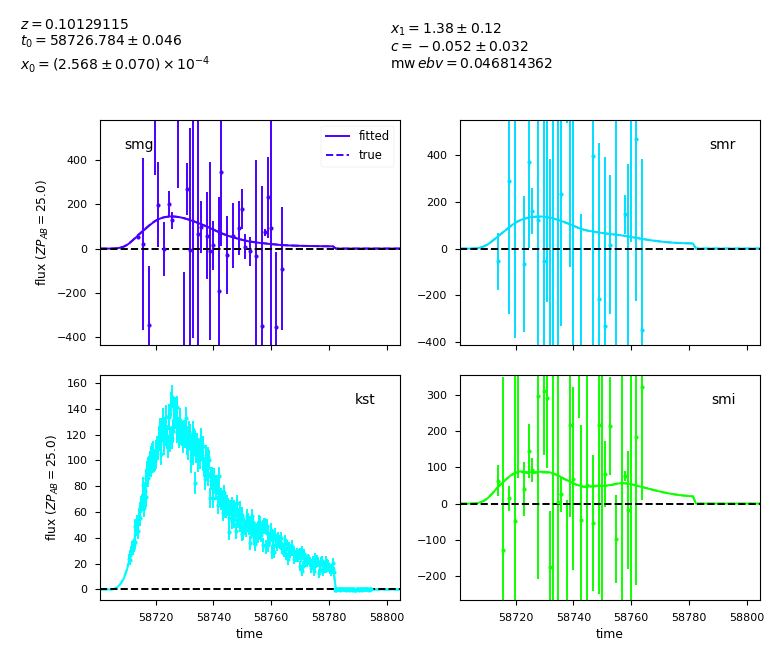 z = 0.10129115
t₀ = 58726.784 ± 0.046
x₀ = (2.568 ± 0.070) × 10⁻⁴
x₁ = 1.38 ± 0.12
c = −0.052 ± 0.032
mw ebv = 0.046814362
smg
fitted
true
400
200
0
−200
−400
flux (ZP_AB = 25.0)
smr
400
200
0
−200
−400
kst
160
140
120
100
80
60
40
20
0
flux (ZP_AB = 25.0)
58720 58740 58760 58780 58800
time
smi
300
200
100
0
−100
−200
58720 58740 58760 58780 58800
time